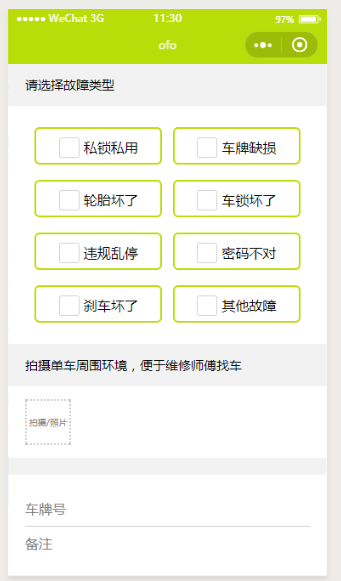 WeChat 3G 11:30 97%
ofo
请选择故障类型
私锁私用 车牌缺损
轮胎坏了 车锁坏了
违规乱停 密码不对
刹车坏了 其他故障
拍摄单车周围环境，便于维修师傅找车
拍摄/照片
车牌号
备注